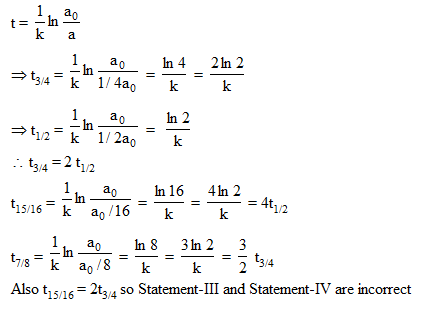 t = 1/k ln a₀/a
⇒ t₃/₄ = 1/k ln a₀/(1/4a₀) = ln 4/k = 2ln 2/k
⇒ t₁/₂ = 1/k ln a₀/(1/2a₀) = ln 2/k
∴ t₃/₄ = 2 t₁/₂
t₁₅/₁₆ = 1/k ln a₀/(a₀/16) = ln 16/k = 4ln 2/k = 4t₁/₂
t₇/₈ = 1/k ln a₀/(a₀/8) = ln 8/k = 3ln 2/k = 3/2 t₃/₄
Also t₁₅/₁₆ = 2t₃/₄ so Statement-III and Statement-IV are incorrect